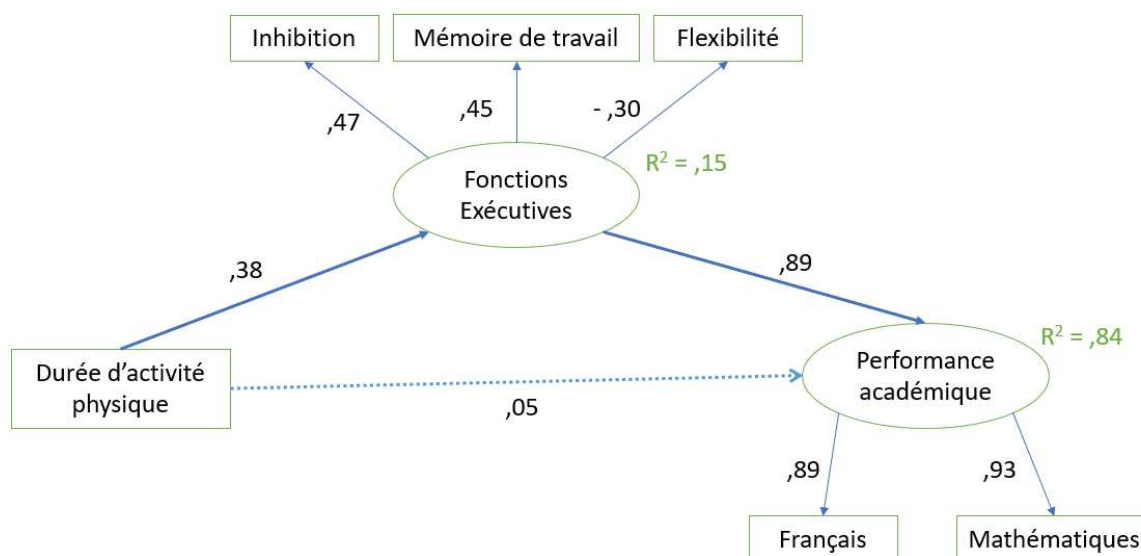 Inhibition
Mémoire de travail
Flexibilité
,47
,45
- ,30
Fonctions
Exécutives
R² = ,15
,38
,89
Durée d’activité
physique
,05
Performance
académique
R² = ,84
,89
,93
Français
Mathématiques